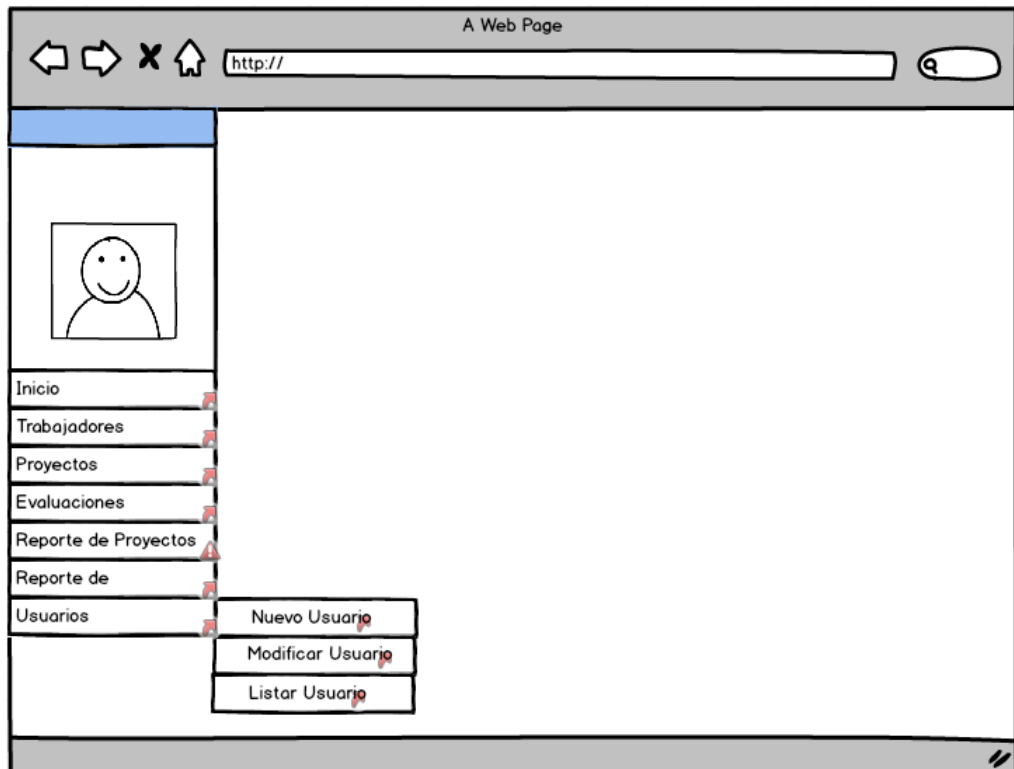 A Web Page
http://
Inicio
Trabajadores
Proyectos
Evaluaciones
Reporte de Proyectos
Reporte de
Usuarios
Nuevo Usuario
Modificar Usuario
Listar Usuario